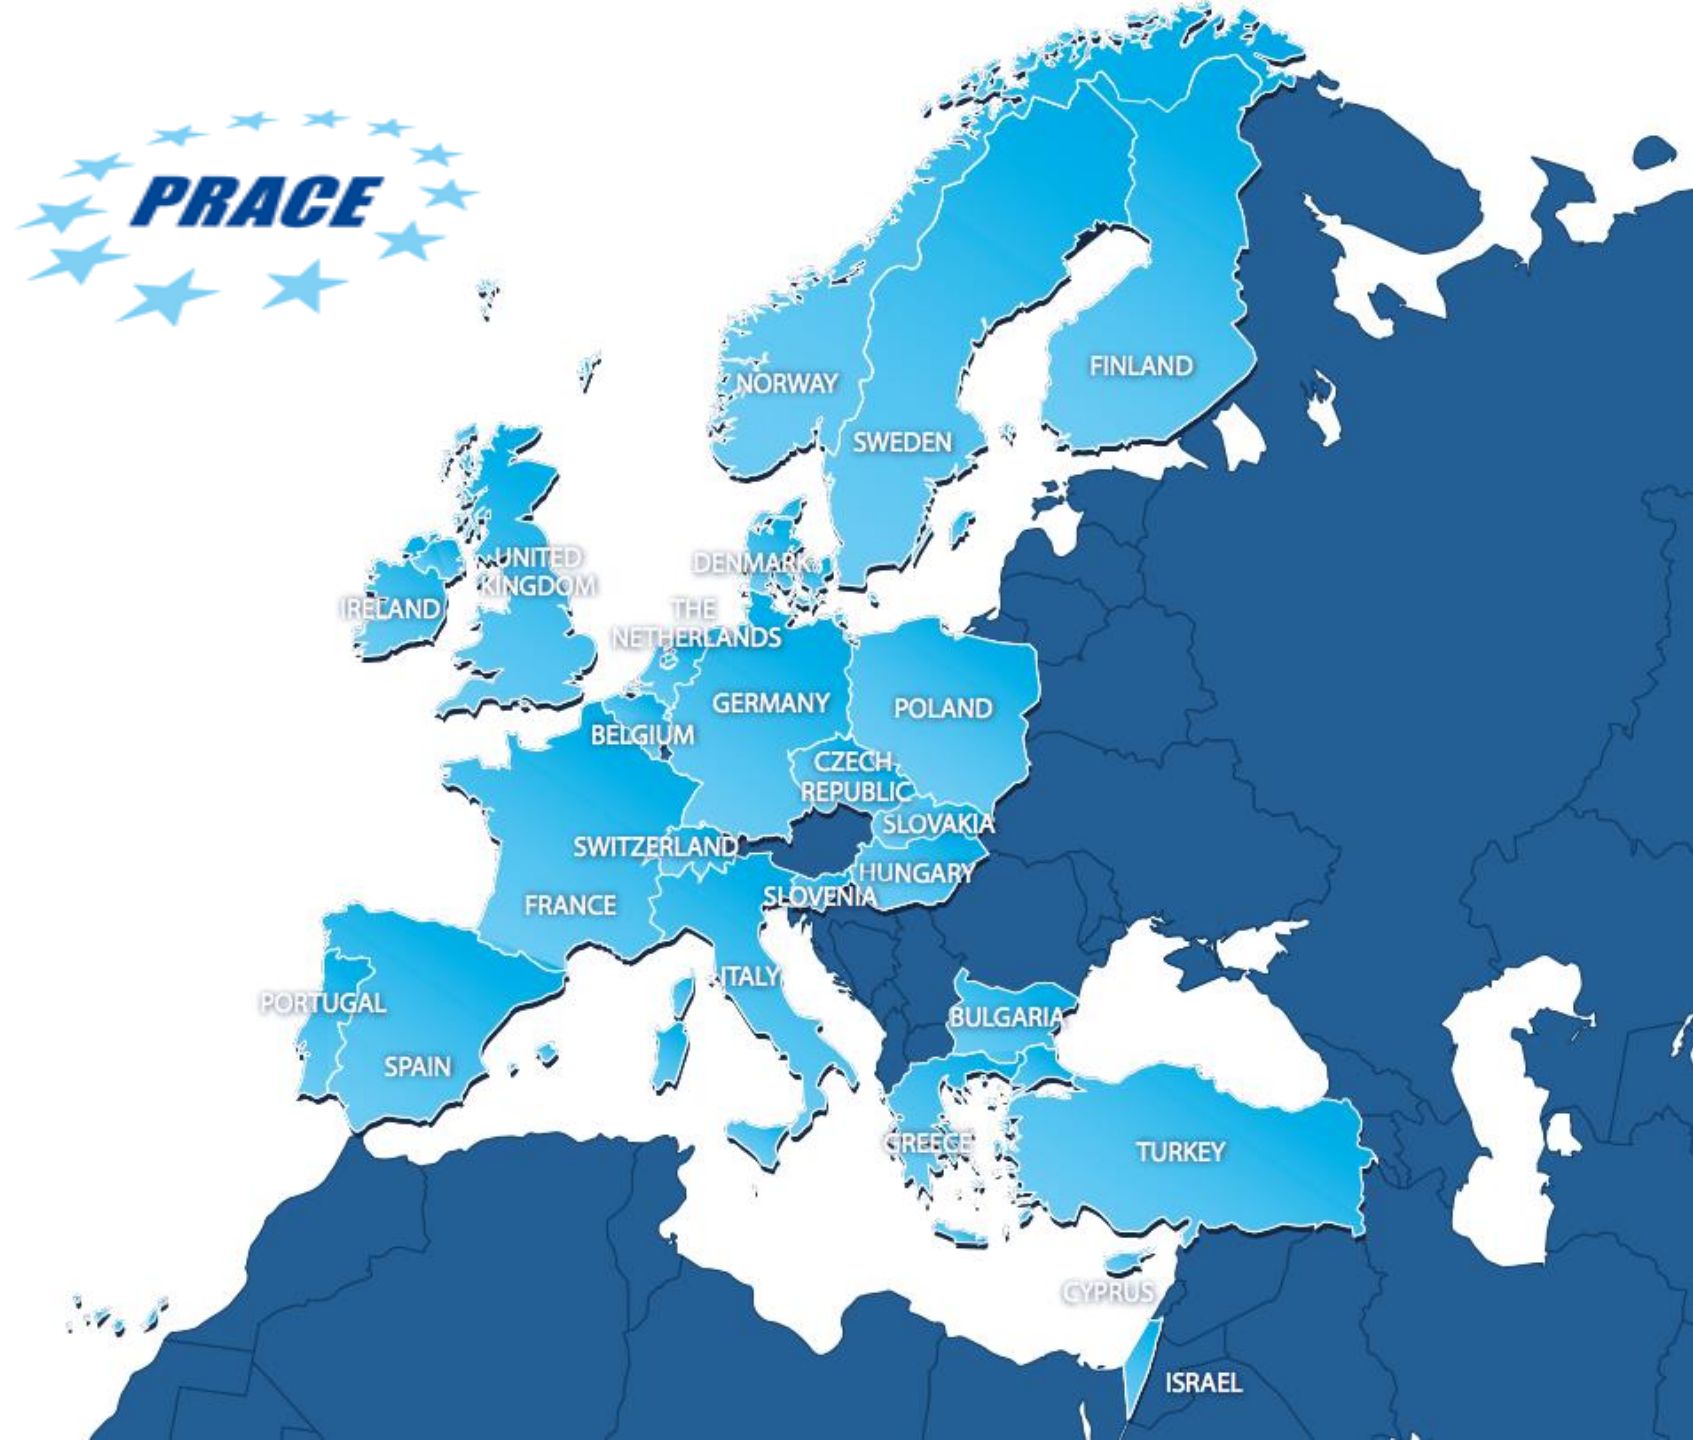 PRACE
NORWAY
FINLAND
SWEDEN
UNITED
KINGDOM
DENMARK
IRELAND
THE
NETHERLANDS
GERMANY
POLAND
BELGIUM
CZECH
REPUBLIC
SLOVAKIA
SWITZERLAND
HUNGARY
SLOVENIA
FRANCE
ITALY
PORTUGAL
BULGARIA
SPAIN
GREECE
TURKEY
CYPRUS
ISRAEL